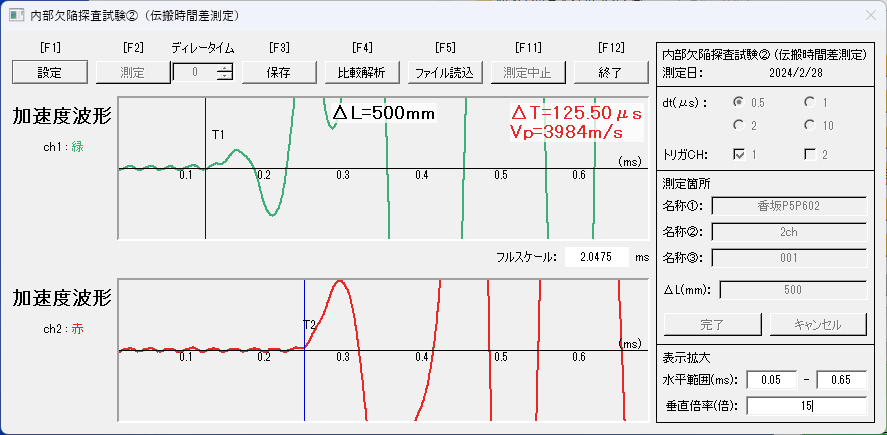 内部欠陥探査試験②（伝搬時間差測定）
[F1] [F2] ディレータイム [F3] [F4] [F5] [F11] [F12]
設定 測定 0 保存 比較解析 ファイル読込 測定中止 終了
加速度波形
ch1：緑
T1
ΔL=500mm
ΔT=125.50μs
Vp=3984m/s
(ms)
0.1 0.2 0.3 0.4 0.5 0.6
フルスケール： 2.0475 ms
加速度波形
ch2：赤
T2
(ms)
0.1 0.2 0.3 0.4 0.5 0.6
内部欠陥探査試験②（伝搬時間差測定）
測定日： 2024/2/28
dt(μs)： 0.5 1
2 10
トリガCH： 1 2
測定箇所
名称①： 香坂P5P602
名称②： 2ch
名称③： 001
ΔL(mm)： 500
完了 キャンセル
表示拡大
水平範囲(ms)： 0.05 - 0.65
垂直倍率(倍)： 15